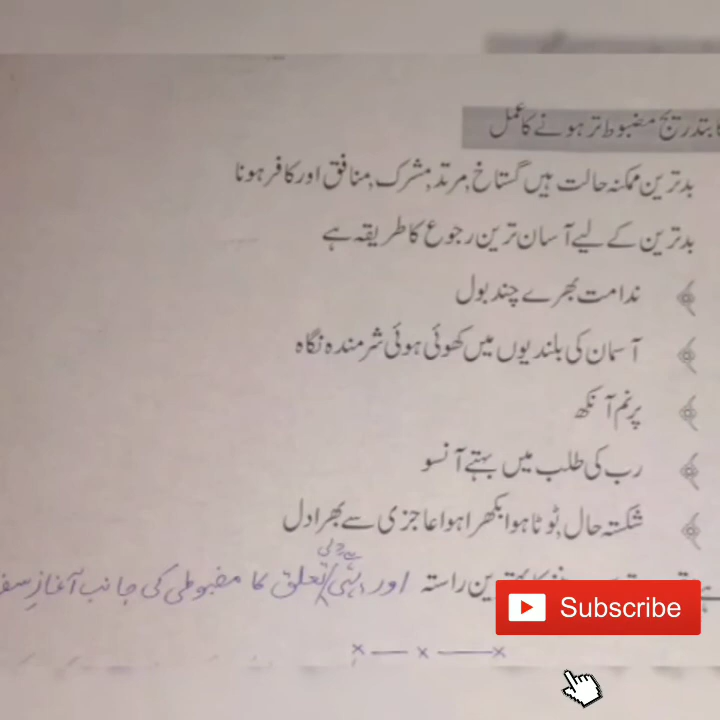 بتدریج مضبوط تر ہونے کا عمل
بدترین ممکنہ حالت ہیں گستاخ, مرتد, مشرک, منافق اور کافر ہونا
بدترین کے لیے آسان ترین رجوع کا طریقہ ہے
ندامت بھرے چند بول
آسمان کی بلندیوں میں کھوئی ہوئی شرمندہ نگاہ
پرنم آنکھ
رب کی طلب میں بہتے آنسو
شکستہ حال, ٹوٹا ہوا بکھرا ہوا عاجزی سے بھرا دل
راستہ اور یہی تعلق کا مضبوطی کی جانب آغازِ سفر
Subscribe